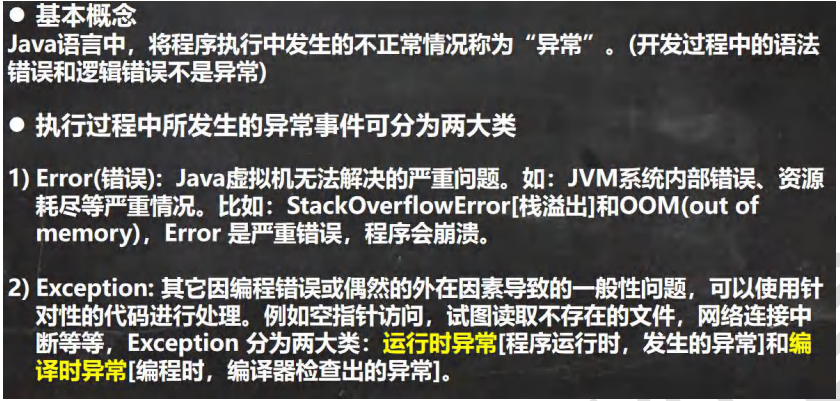 ● 基本概念
Java语言中，将程序执行中发生的不正常情况称为“异常”。(开发过程中的语法
错误和逻辑错误不是异常)
● 执行过程中所发生的异常事件可分为两大类
1) Error(错误)：Java虚拟机无法解决的严重问题。如：JVM系统内部错误、资源
耗尽等严重情况。比如：StackOverflowError[栈溢出]和OOM(out of
memory)，Error 是严重错误，程序会崩溃。
2) Exception: 其它因编程错误或偶然的外在因素导致的一般性问题，可以使用针
对性的代码进行处理。例如空指针访问，试图读取不存在的文件，网络连接中
断等等，Exception 分为两大类：运行时异常[程序运行时，发生的异常]和编
译时异常[编程时，编译器检查出的异常]。